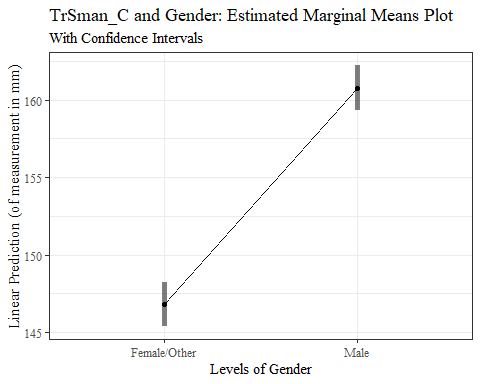 TrSman_C and Gender: Estimated Marginal Means Plot
With Confidence Intervals
Linear Prediction (of measurement in mm)
160
155
150
145
Female/Other
Male
Levels of Gender